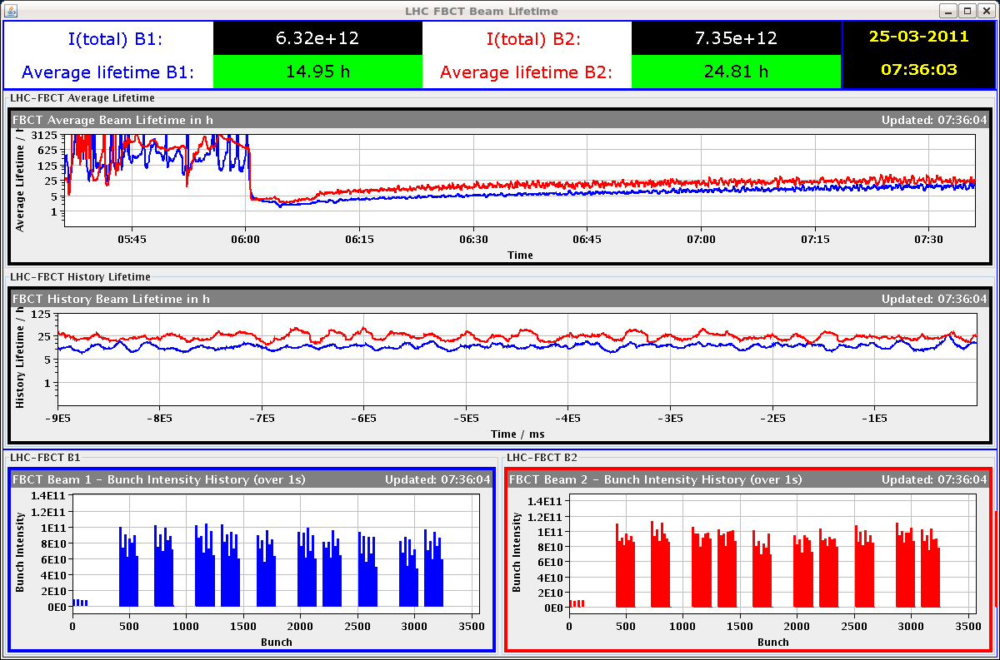 LHC FBCT Beam Lifetime
I(total) B1: 6.32e+12 I(total) B2: 7.35e+12 25-03-2011
Average lifetime B1: 14.95 h Average lifetime B2: 24.81 h 07:36:03
LHC-FBCT Average Lifetime
FBCT Average Beam Lifetime in h Updated: 07:36:04
Average Lifetime / h
3125
625
125
25
5
1
05:45 06:00 06:15 06:30 06:45 07:00 07:15 07:30
Time
LHC-FBCT History Lifetime
FBCT History Beam Lifetime in h Updated: 07:36:04
History Lifetime / h
125
25
5
1
-9E5 -8E5 -7E5 -6E5 -5E5 -4E5 -3E5 -2E5 -1E5
Time / ms
LHC-FBCT B1
FBCT Beam 1 - Bunch Intensity History (over 1s) Updated: 07:36:04
Bunch Intensity
1.4E11
1.2E11
1E11
8E10
6E10
4E10
2E10
0E0
0 500 1000 1500 2000 2500 3000 3500
Bunch
LHC-FBCT B2
FBCT Beam 2 - Bunch Intensity History (over 1s) Updated: 07:36:04
Bunch Intensity
1.4E11
1.2E11
1E11
8E10
6E10
4E10
2E10
0E0
0 500 1000 1500 2000 2500 3000 3500
Bunch